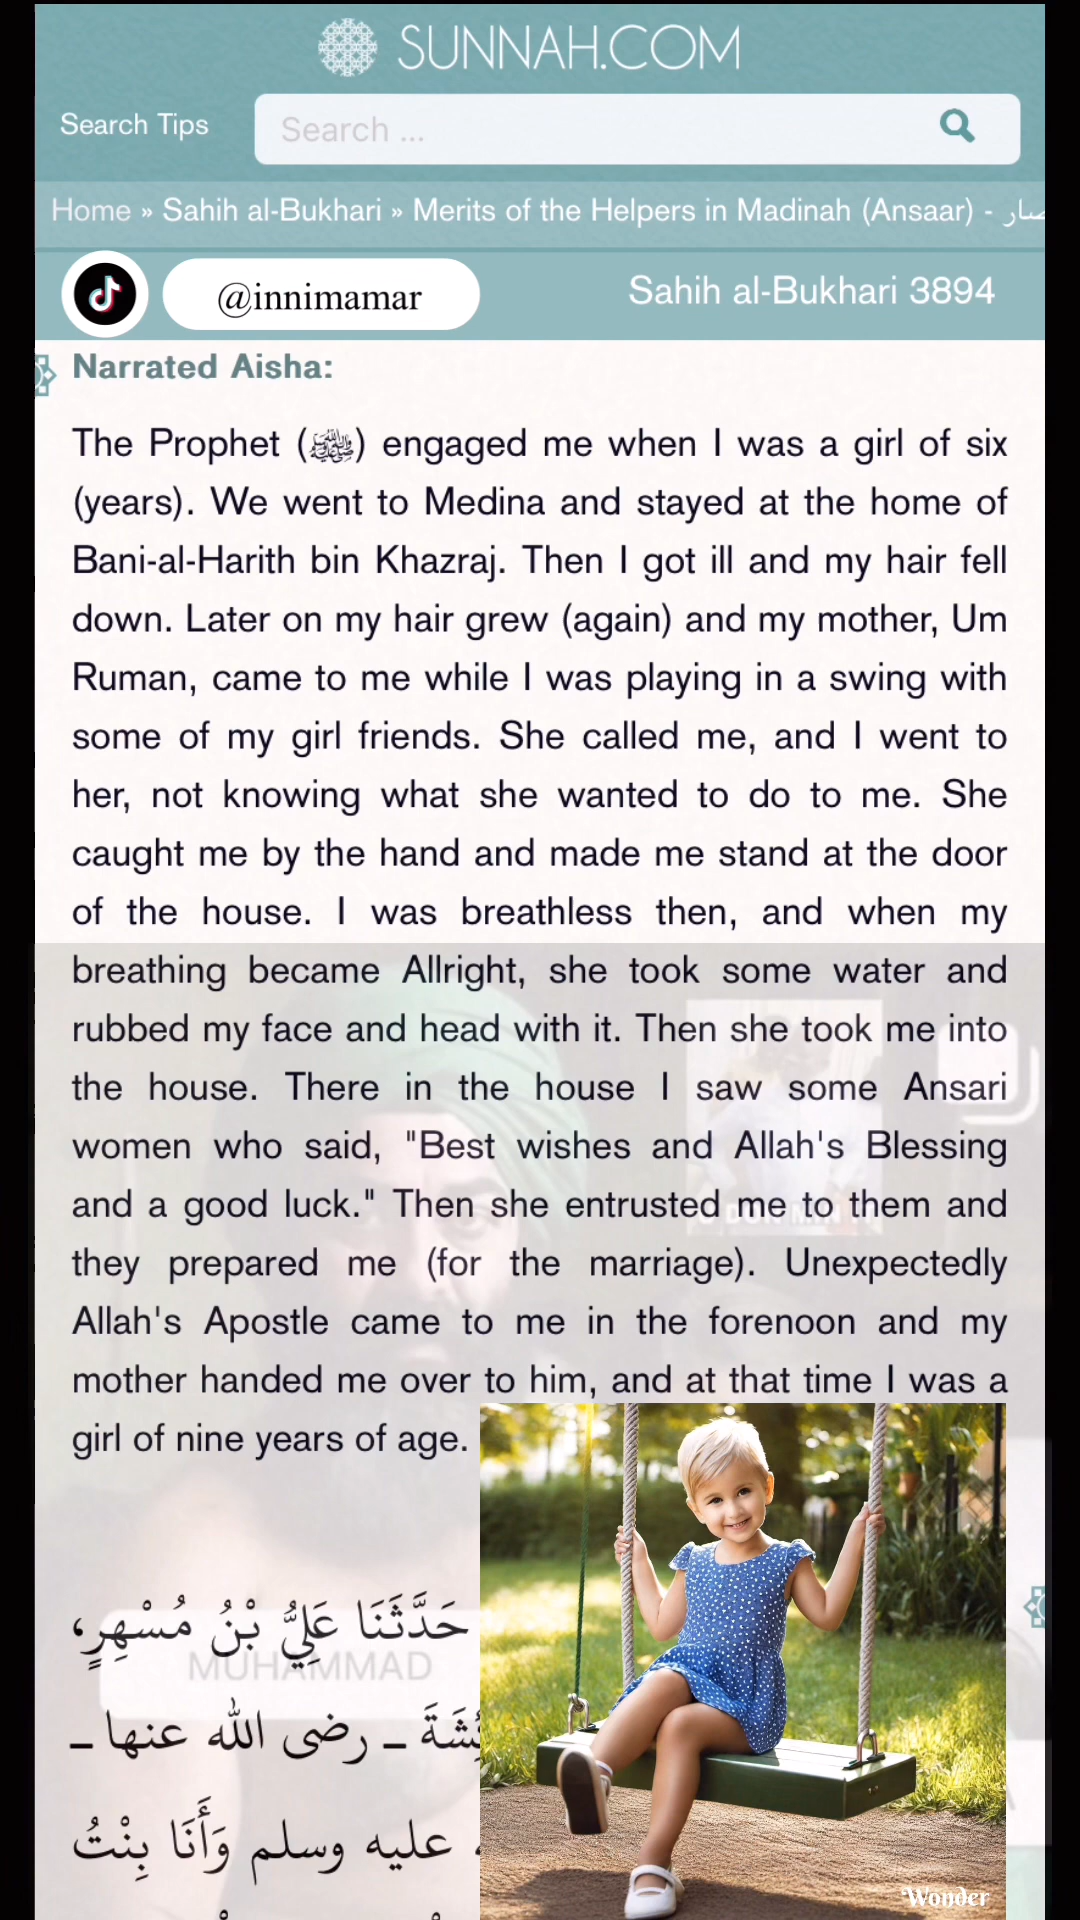 SUNNAH.COM
Search Tips
Search ...
Home » Sahih al-Bukhari » Merits of the Helpers in Madinah (Ansaar) -
@innimamar
Sahih al-Bukhari 3894
Narrated Aisha:
The Prophet (ﷺ) engaged me when I was a girl of six
(years). We went to Medina and stayed at the home of
Bani-al-Harith bin Khazraj. Then I got ill and my hair fell
down. Later on my hair grew (again) and my mother, Um
Ruman, came to me while I was playing in a swing with
some of my girl friends. She called me, and I went to
her, not knowing what she wanted to do to me. She
caught me by the hand and made me stand at the door
of the house. I was breathless then, and when my
breathing became Allright, she took some water and
rubbed my face and head with it. Then she took me into
the house. There in the house I saw some Ansari
women who said, "Best wishes and Allah's Blessing
and a good luck." Then she entrusted me to them and
they prepared me (for the marriage). Unexpectedly
Allah's Apostle came to me in the forenoon and my
mother handed me over to him, and at that time I was a
girl of nine years of age.
حَدَّثَنَا عَلِيُّ بْنُ مُسْهِرٍ،
MUHAMMAD
ـ رضى الله عنها ـ
عليه وسلم وَأَنَا بِنْتُ
Wonder